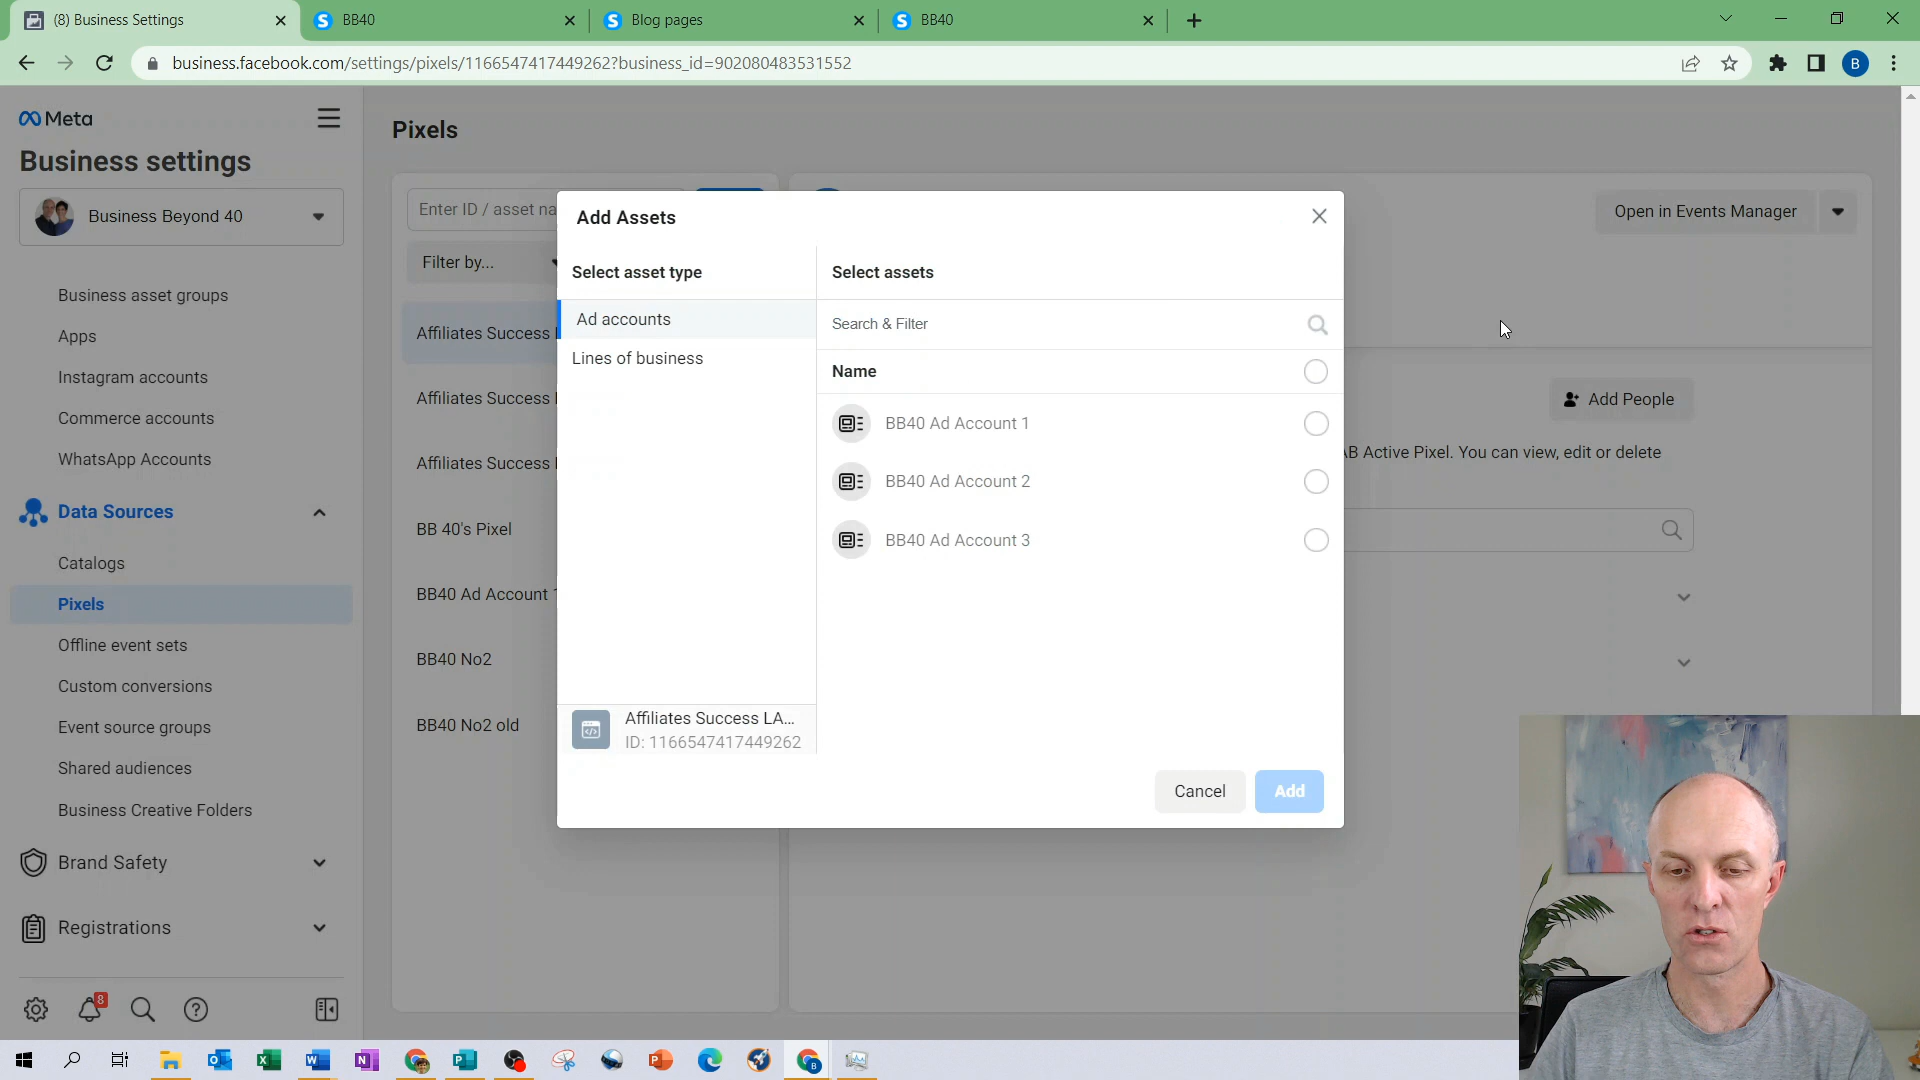 (8) Business Settings
BB40
Blog pages
BB40
business.facebook.com/settings/pixels/1166547417449262?business_id=902080483531552
B
Meta
Business settings
Business Beyond 40
Business asset groups
Apps
Instagram accounts
Commerce accounts
WhatsApp Accounts
Data Sources
Catalogs
Pixels
Offline event sets
Custom conversions
Event source groups
Shared audiences
Business Creative Folders
Brand Safety
Registrations
8
Pixels
Enter ID / asset na
Filter by...
Affiliates Success
Affiliates Success
Affiliates Success
BB 40's Pixel
BB40 Ad Account
BB40 No2
BB40 No2 old
Open in Events Manager
Add People
AB Active Pixel. You can view, edit or delete
Add Assets
Select asset type
Ad accounts
Lines of business
Select assets
Search & Filter
Name
BB40 Ad Account 1
BB40 Ad Account 2
BB40 Ad Account 3
Affiliates Success LA...
ID: 1166547417449262
Cancel
Add